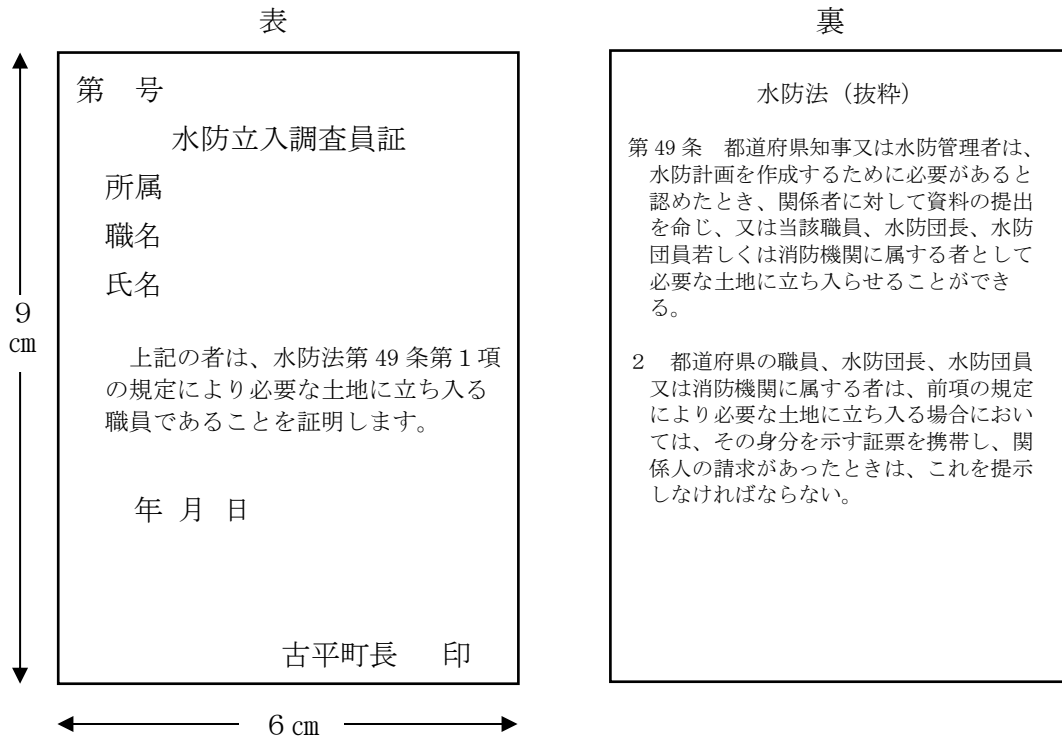 表
第　号
水防立入調査員証
所属
職名
氏名
上記の者は、水防法第 49 条第１項
の規定により必要な土地に立ち入る
職員であることを証明します。
年 月 日
古平町長　印
９
㎝
６㎝
裏
水防法（抜粋）
第 49 条　都道府県知事又は水防管理者は、
水防計画を作成するために必要があると
認めたとき、関係者に対して資料の提出
を命じ、又は当該職員、水防団長、水防
団員若しくは消防機関に属する者として
必要な土地に立ち入らせることができ
る。
２　都道府県の職員、水防団長、水防団員
又は消防機関に属する者は、前項の規定
により必要な土地に立ち入る場合におい
ては、その身分を示す証票を携帯し、関
係人の請求があったときは、これを提示
しなければならない。